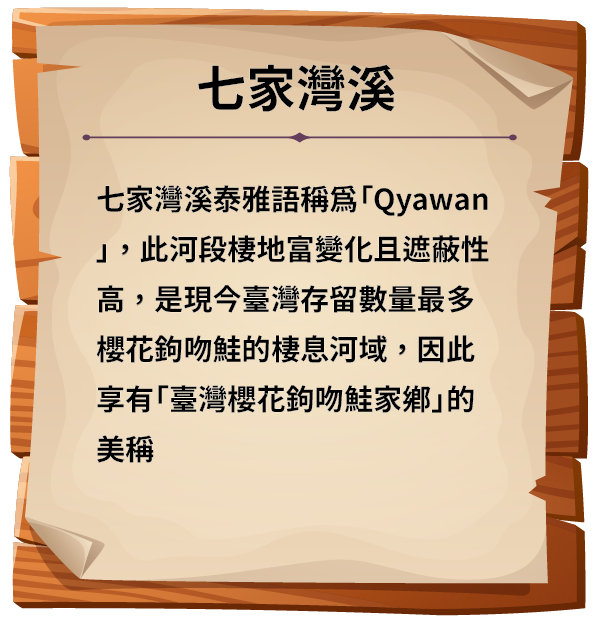 七家灣溪
七家灣溪泰雅語稱爲「Qyawan
」，此河段棲地富變化且遮蔽性
高，是現今臺灣存留數量最多
櫻花鉤吻鮭的棲息河域，因此
享有「臺灣櫻花鉤吻鮭家鄉」的
美稱